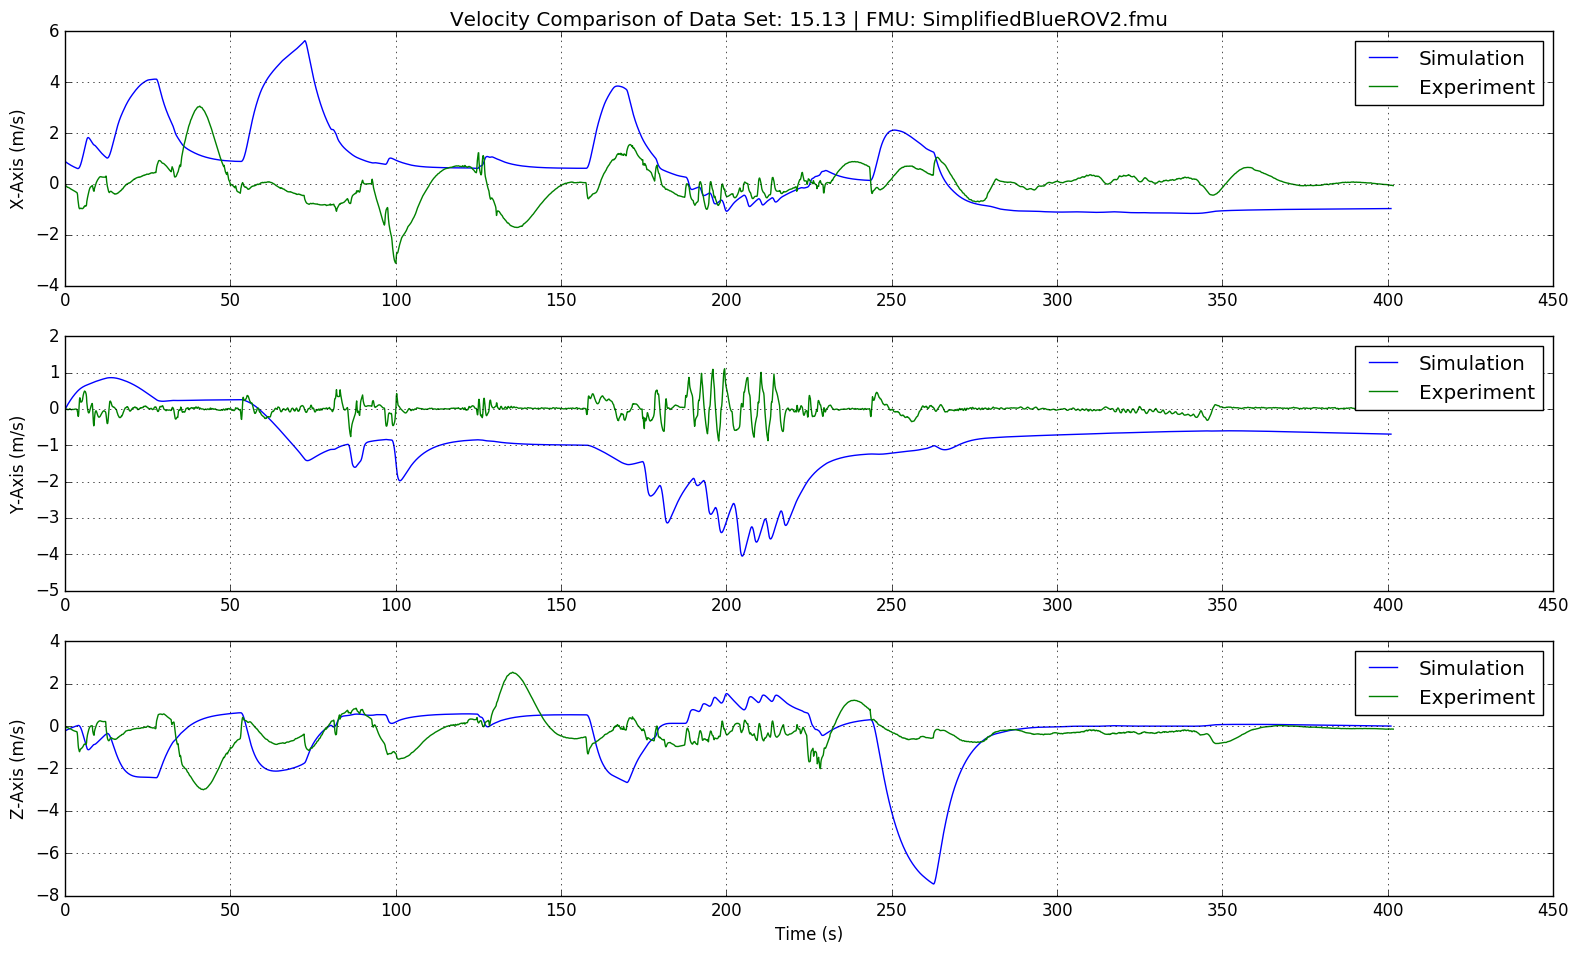 Velocity Comparison of Data Set: 15.13 | FMU: SimplifiedBlueROV2.fmu
X-Axis (m/s)
6
4
2
0
−2
−4
Simulation
Experiment
0 50 100 150 200 250 300 350 400 450
Y-Axis (m/s)
2
1
0
−1
−2
−3
−4
−5
Simulation
Experiment
0 50 100 150 200 250 300 350 400 450
Z-Axis (m/s)
4
2
0
−2
−4
−6
−8
Simulation
Experiment
0 50 100 150 200 250 300 350 400 450
Time (s)